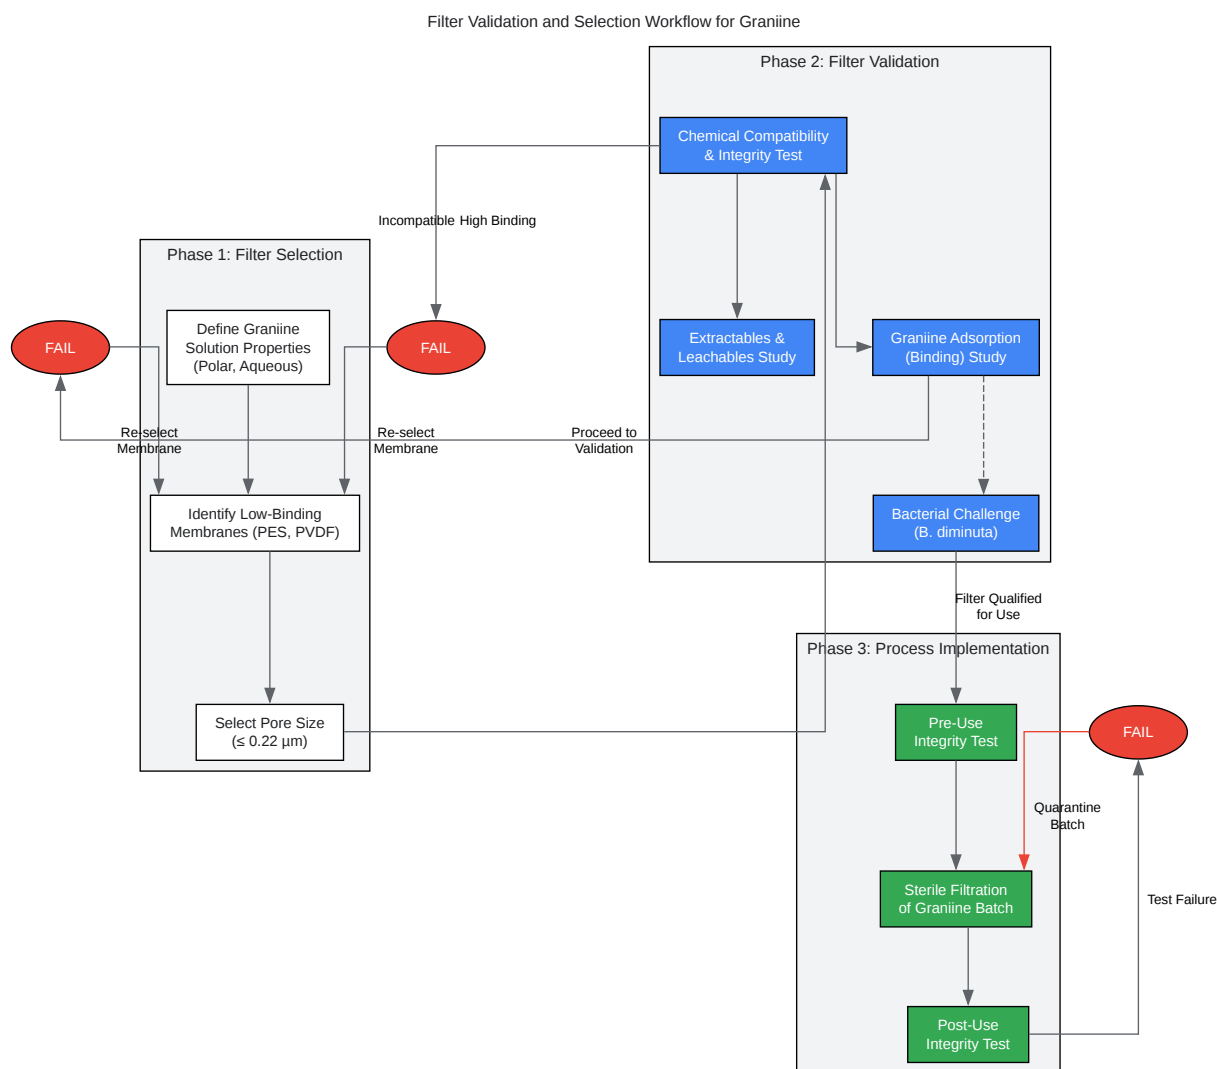 Filter Validation and Selection Workflow for Graniine
Phase 2: Filter Validation
Chemical Compatibility
& Integrity Test
Incompatible High Binding
Phase 1: Filter Selection
Define Graniine
Solution Properties
(Polar, Aqueous)
FAIL
FAIL
Extractables &
Leachables Study
Graniine Adsorption
(Binding) Study
Re-select
Membrane
Re-select
Membrane
Proceed to
Validation
Identify Low-Binding
Membranes (PES, PVDF)
Bacterial Challenge
(B. diminuta)
Filter Qualified
for Use
Phase 3: Process Implementation
Select Pore Size
(≤ 0.22 µm)
Pre-Use
Integrity Test
FAIL
Quarantine
Batch
Sterile Filtration
of Graniine Batch
Test Failure
Post-Use
Integrity Test